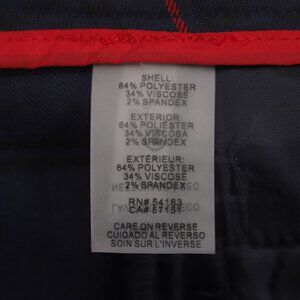 SHELL:
64% POLYESTER
34% VISCOSE
2% SPANDEX
EXTERIOR:
64% POLIÉSTER
34% VISCOSA
2% SPANDEX
EXTÉRIEUR:
64% POLYESTER
34% VISCOSE
2% SPANDEX
RN# 54163
CA# 57151
CARE ON REVERSE
CUIDADO AL REVERSO
SOIN SUR L'INVERSE